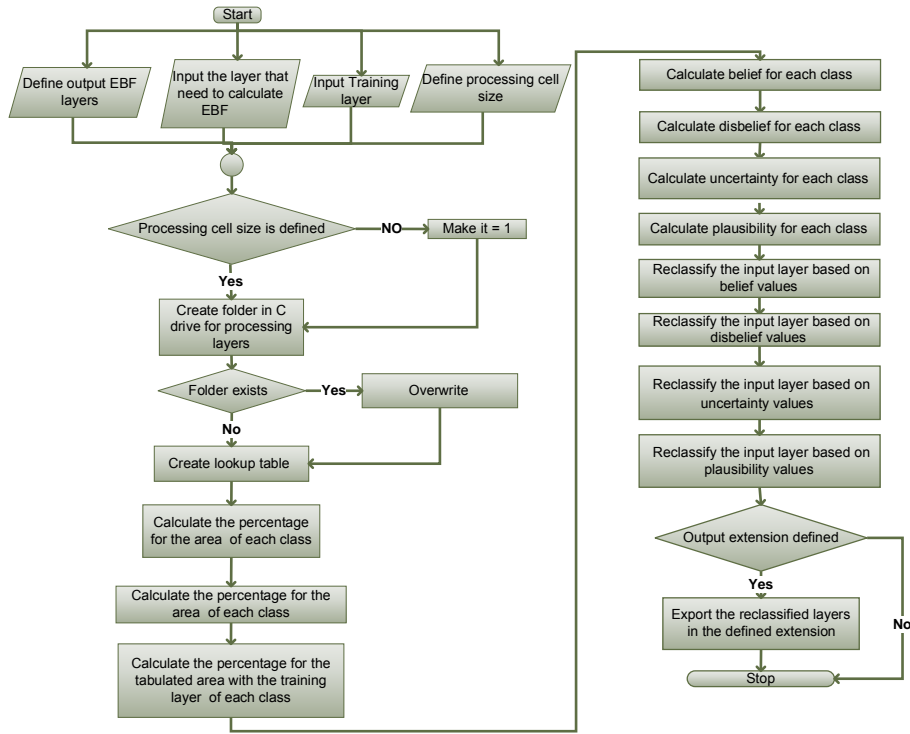 Start
Define output EBF
layers
Input the layer that
need to calculate
EBF
Input Training
layer
Define processing cell
size
Processing cell size is defined
NO
Make it = 1
Yes
Create folder in C
drive for processing
layers
Folder exists
Yes
Overwrite
No
Create lookup table
Calculate the percentage
for the area of each class
Calculate the percentage for the
area of each class
Calculate the percentage for the
tabulated area with the training
layer of each class
Calculate belief for each class
Calculate disbelief for each class
Calculate uncertainty for each class
Calculate plausibility for each class
Reclassify the input layer based on
belief values
Reclassify the input layer based on
disbelief values
Reclassify the input layer based on
uncertainty values
Reclassify the input layer based on
plausibility values
Output extension defined
Yes
No
Export the reclassified layers
in the defined extension
Stop